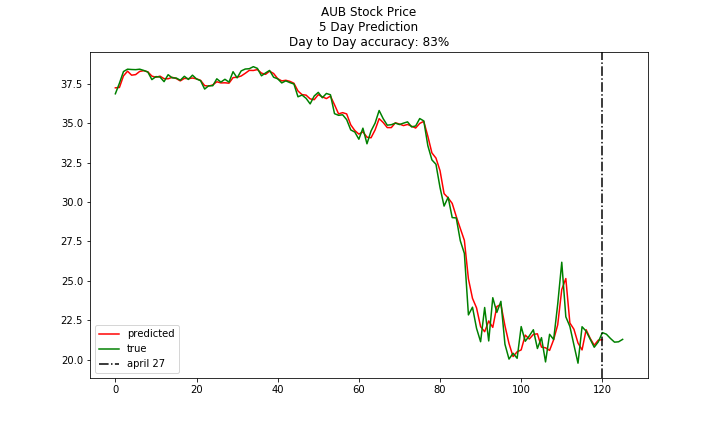 AUB Stock Price
5 Day Prediction
Day to Day accuracy: 83%
37.5
35.0
32.5
30.0
27.5
25.0
22.5
20.0
predicted
true
april 27
0 20 40 60 80 100 120